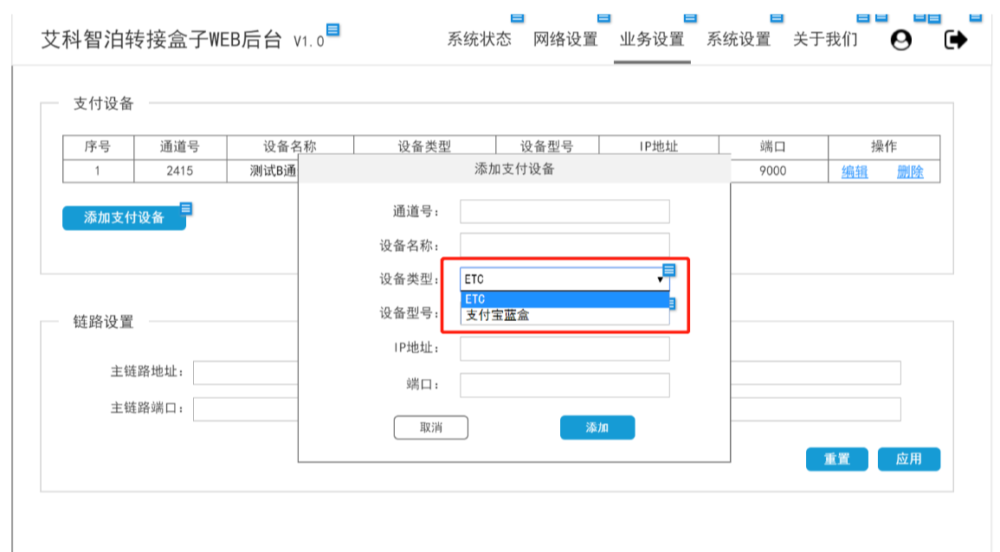 艾科智泊转接盒子WEB后台 V1.0
系统状态 网络设置 业务设置 系统设置 关于我们
支付设备
序号 通道号 设备名称 设备类型 设备型号 IP地址 端口 操作
1 2415 测试B通 9000 编辑 删除
添加支付设备
添加支付设备
通道号：
设备名称：
设备类型： ETC
ETC
支付宝蓝盒
设备型号：
IP地址：
端口：
取消 添加
链路设置
主链路地址：
主链路端口：
重置 应用